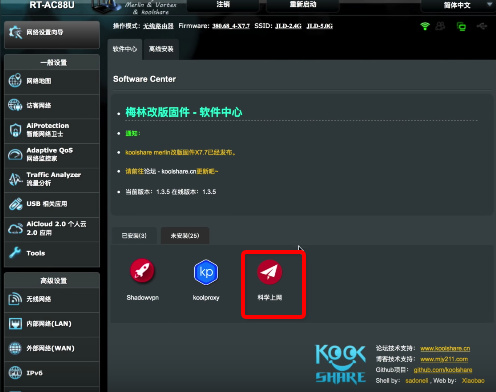 RT-AC88U
Merlin & Vortex
& koolshare
注销
重新启动
简体中文
操作模式: 无线路由器 Firmware: 380.68_4-X7.7 SSID: JLD-2.4G JLD-5.0G
网络设置向导
一般设置
网络地图
访客网络
AiProtection
智能网络卫士
Adaptive QoS
网络监控家
Traffic Analyzer
流量分析
USB 相关应用
AiCloud 2.0 个人云
2.0 应用
Tools
高级设置
无线网络
内部网络(LAN)
外部网络(WAN)
IPv6
软件中心
离线安装
Software Center
梅林改版固件 - 软件中心
通知:
koolshare merlin改版固件X7.7已经发布。
请前往论坛 - koolshare.cn更新吧~
当前版本: 1.3.5 在线版本: 1.3.5
已安装(3)
未安装(25)
Shadowvpn
kp
koolproxy
科学上网
KOOLSHARE
论坛技术支持: www.koolshare.cn
博客技术支持: www.mjy211.com
Github项目: github.com/koolshare
Shell by: sadoneli , Web by: Xiaobao